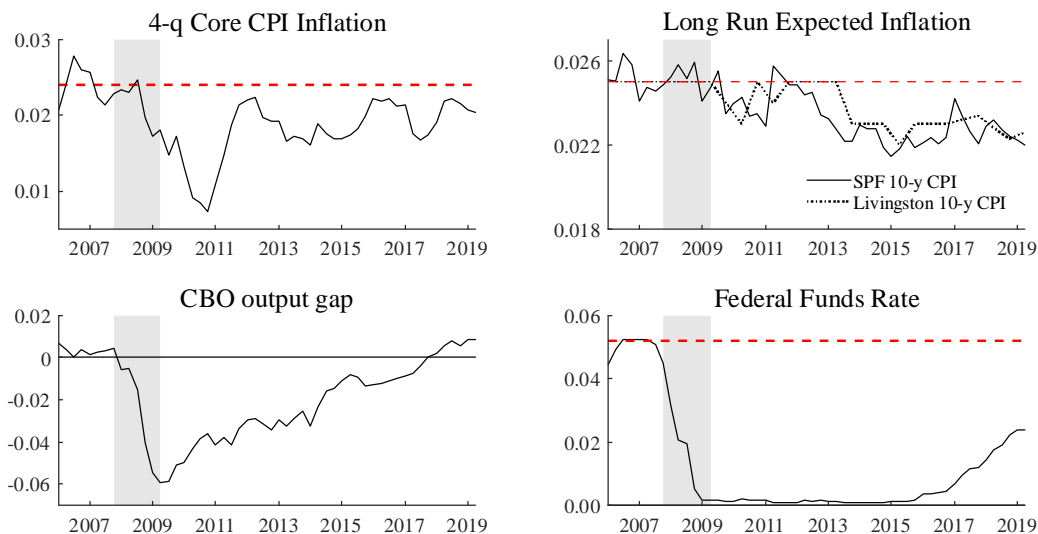 4-q Core CPI Inflation
0.03
0.02
0.01
2007 2009 2011 2013 2015 2017 2019
Long Run Expected Inflation
0.026
0.022
0.018
SPF 10-y CPI
Livingston 10-y CPI
2007 2009 2011 2013 2015 2017 2019
CBO output gap
0.02
0
-0.02
-0.04
-0.06
2007 2009 2011 2013 2015 2017 2019
Federal Funds Rate
0.06
0.04
0.02
0.00
2007 2009 2011 2013 2015 2017 2019